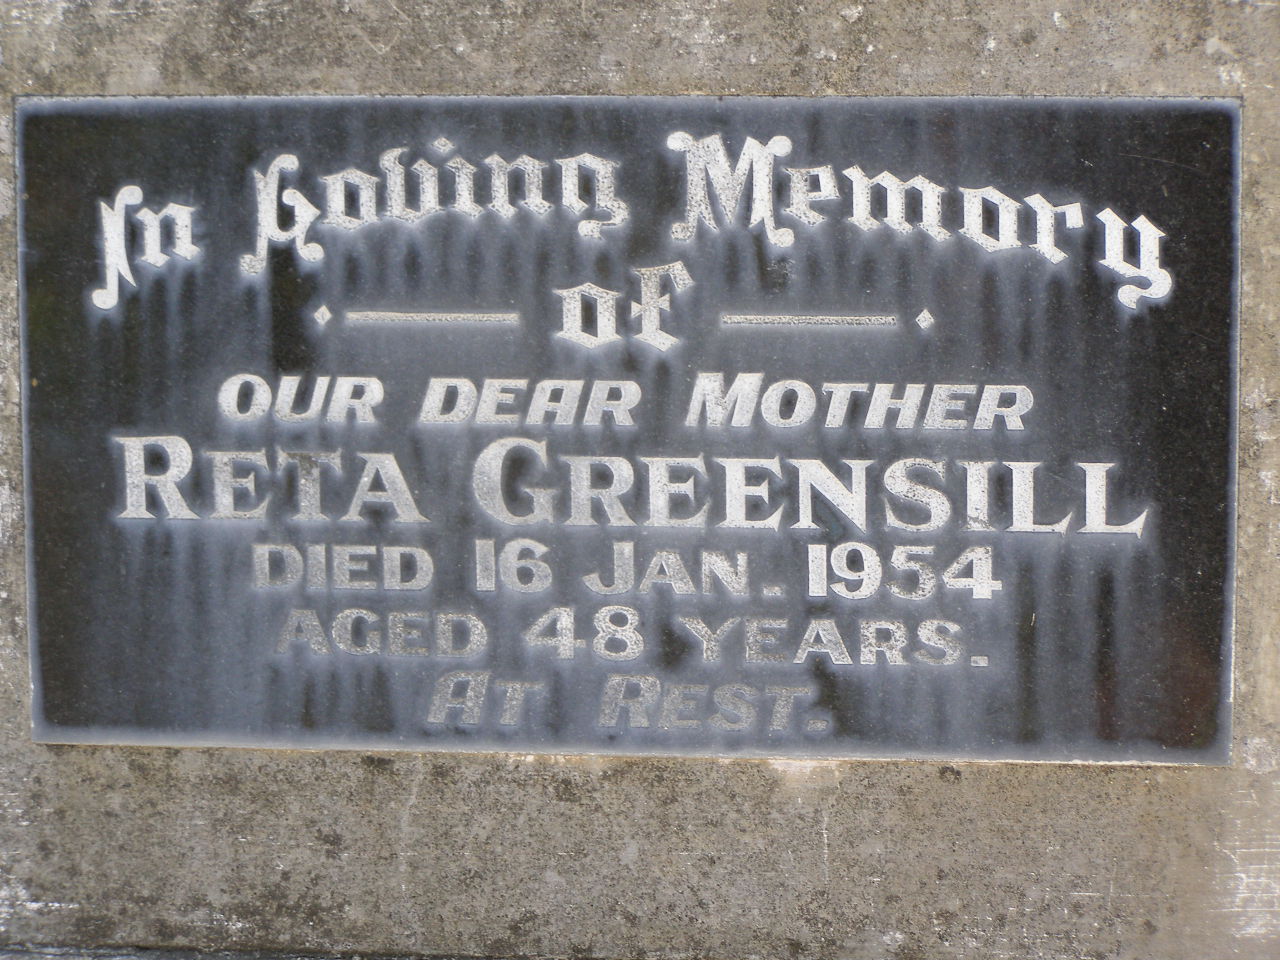 In Loving Memory
of
OUR DEAR MOTHER
RETA GREENSILL
DIED 16 JAN. 1954
AGED 48 YEARS.
AT REST.